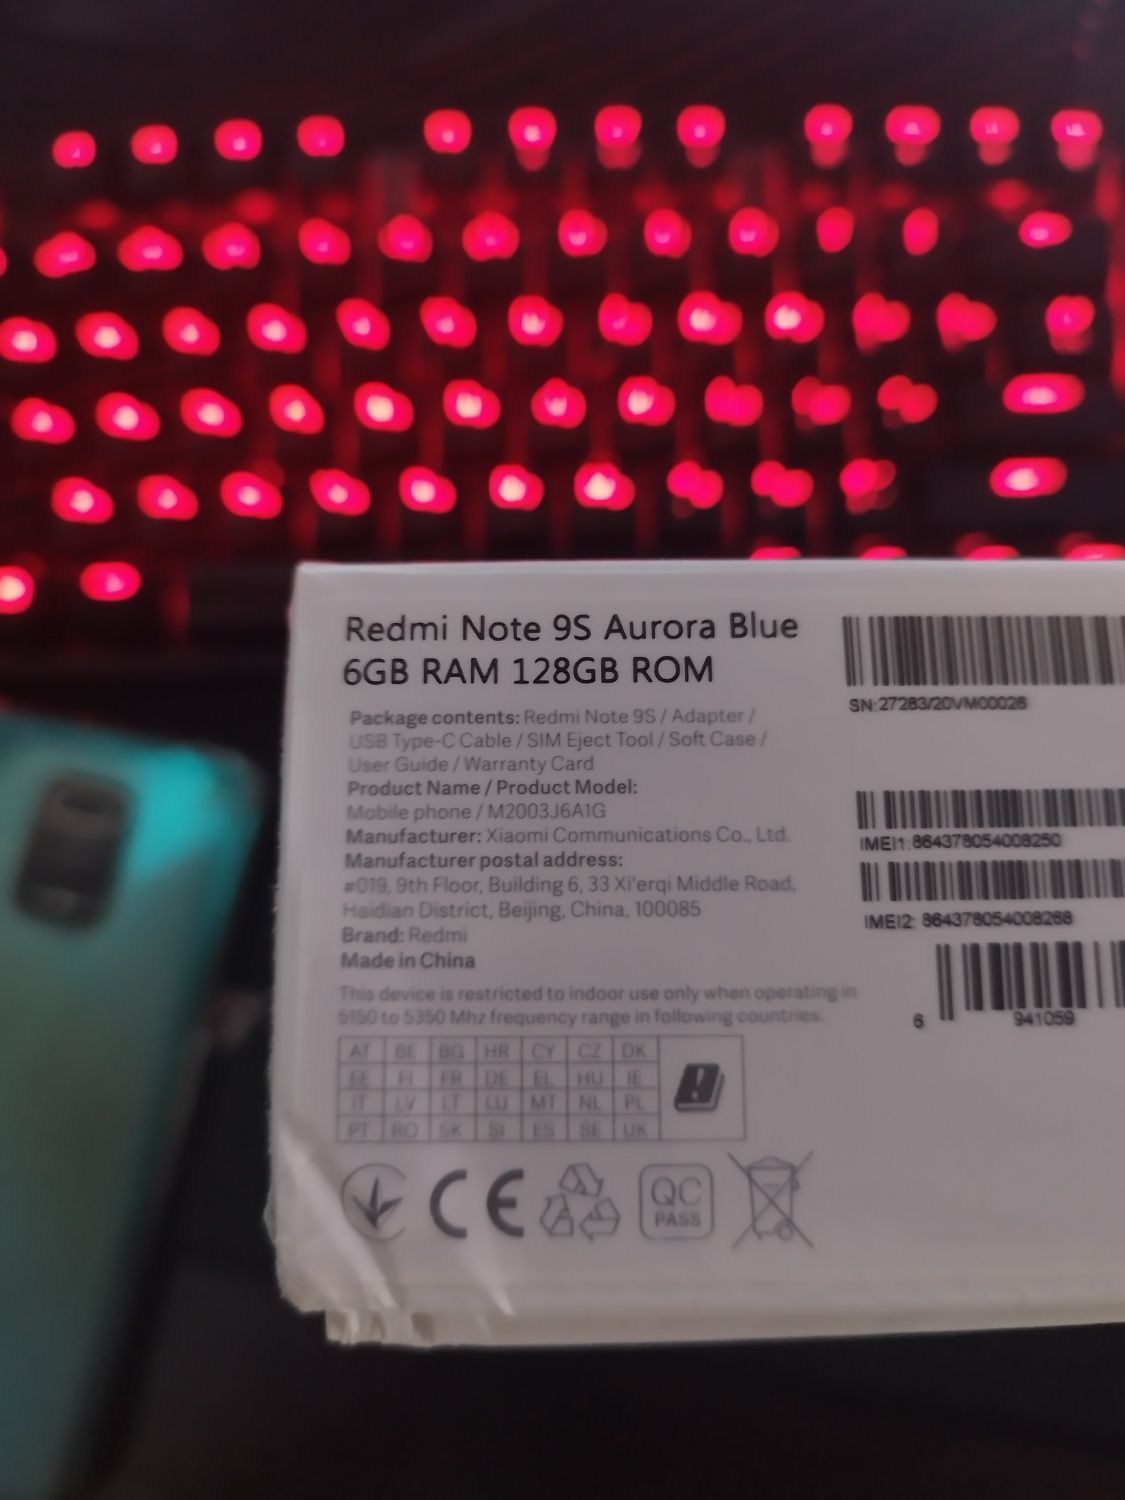 Redmi Note 9S Aurora Blue
6GB RAM 128GB ROM
Package contents: Redmi Note 9S / Adapter /
USB Type-C Cable / SIM Eject Tool / Soft Case /
User Guide / Warranty Card
Product Name / Product Model:
Mobile phone / M2003J6A1G
Manufacturer: Xiaomi Communications Co., Ltd.
Manufacturer postal address:
#019, 9th Floor, Building 6, 33 Xi'erqi Middle Road,
Haidian District, Beijing, China, 100085
Brand: Redmi
Made in China
This device is restricted to indoor use only when operating in
5150 to 5350 Mhz frequency range in following countries:
AT BE BG HR CY CZ DK
EE FI FR DE EL HU IE
IT LV LT LU MT NL PL
PT RO SK SI ES SE UK
CE
QC
PASS
SN:27283/20VM00026
IMEI1:864378054008250
IMEI2: 864378054008268
6 941059